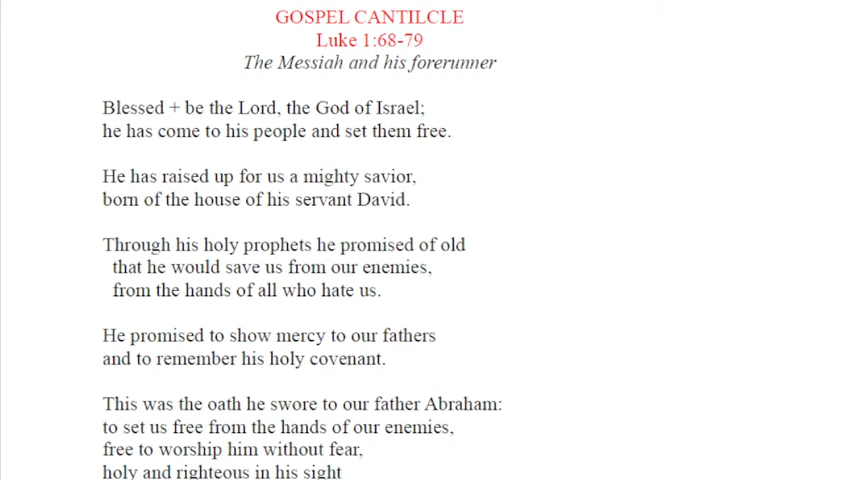 GOSPEL CANTILCLE
Luke 1:68-79
The Messiah and his forerunner
Blessed + be the Lord, the God of Israel;
he has come to his people and set them free.
He has raised up for us a mighty savior,
born of the house of his servant David.
Through his holy prophets he promised of old
that he would save us from our enemies,
from the hands of all who hate us.
He promised to show mercy to our fathers
and to remember his holy covenant.
This was the oath he swore to our father Abraham:
to set us free from the hands of our enemies,
free to worship him without fear,
holy and righteous in his sight